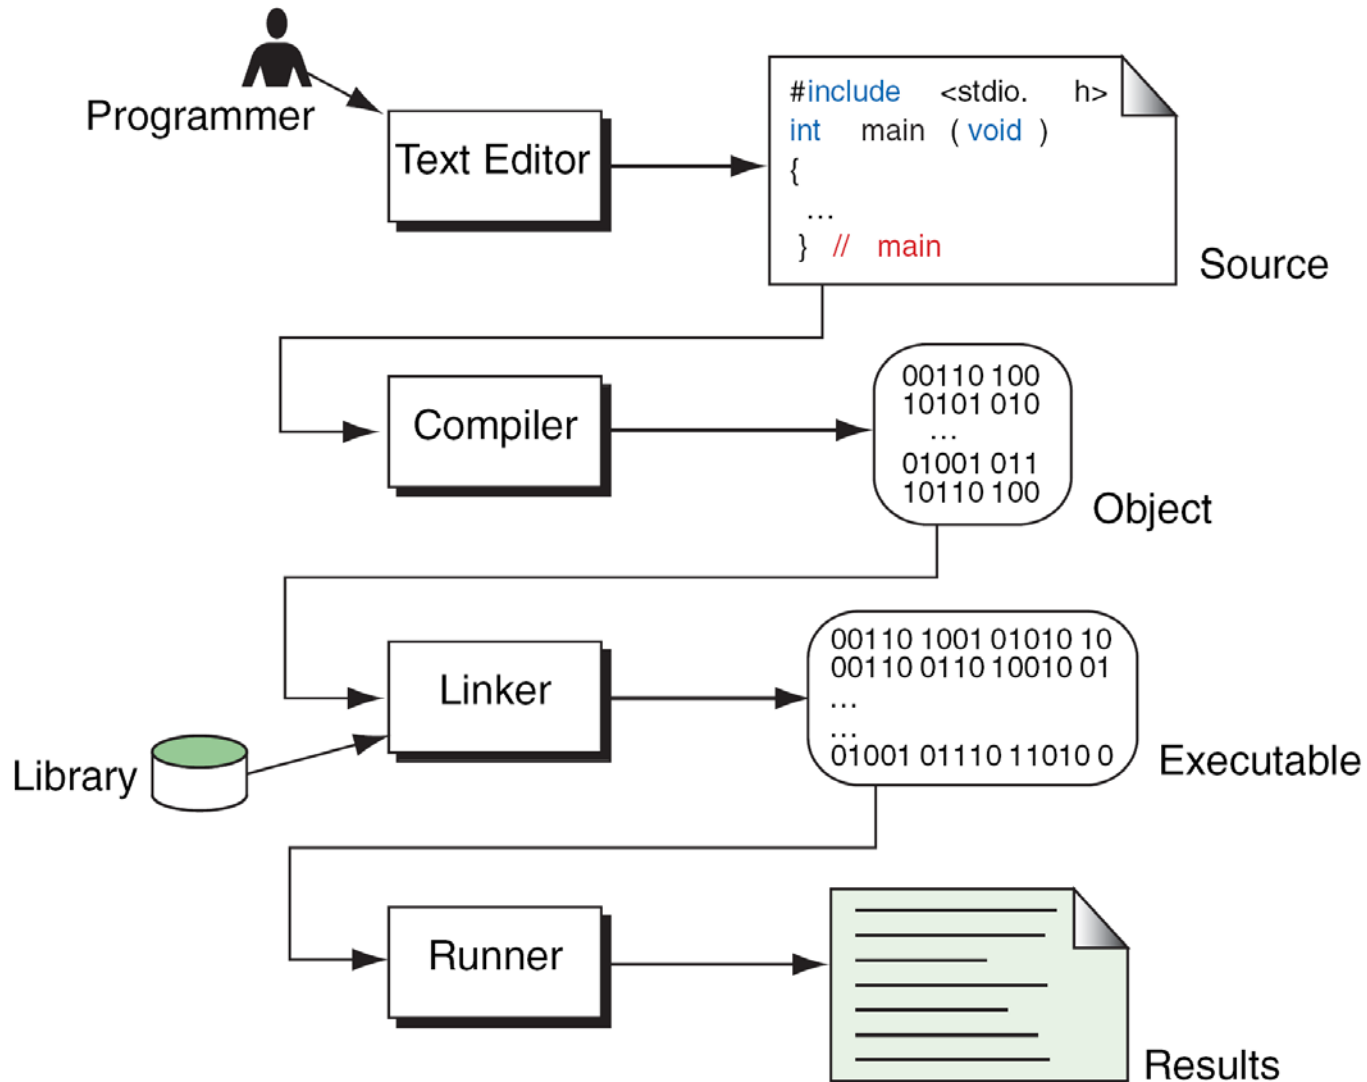 Programmer
Text Editor
#include <stdio. h>
int main ( void )
{
...
} // main
Source
Compiler
00110 100
10101 010
...
01001 011
10110 100
Object
Linker
Library
00110 1001 01010 10
00110 0110 10010 01
...
...
01001 01110 11010 0
Executable
Runner
Results